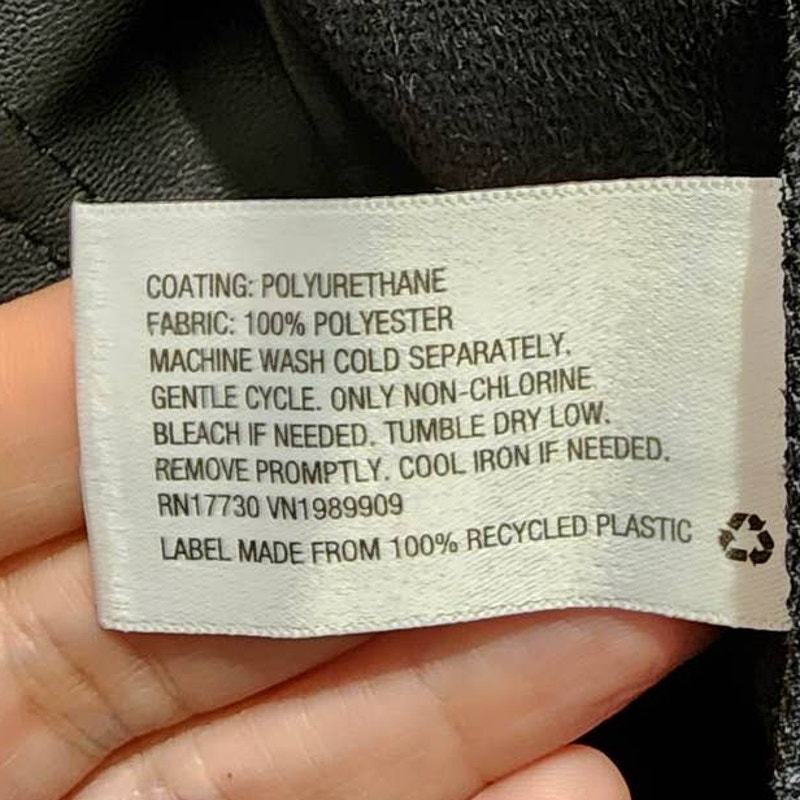 COATING: POLYURETHANE
FABRIC: 100% POLYESTER
MACHINE WASH COLD SEPARATELY.
GENTLE CYCLE. ONLY NON-CHLORINE
BLEACH IF NEEDED. TUMBLE DRY LOW.
REMOVE PROMPTLY. COOL IRON IF NEEDED.
RN17730 VN1989909
LABEL MADE FROM 100% RECYCLED PLASTIC